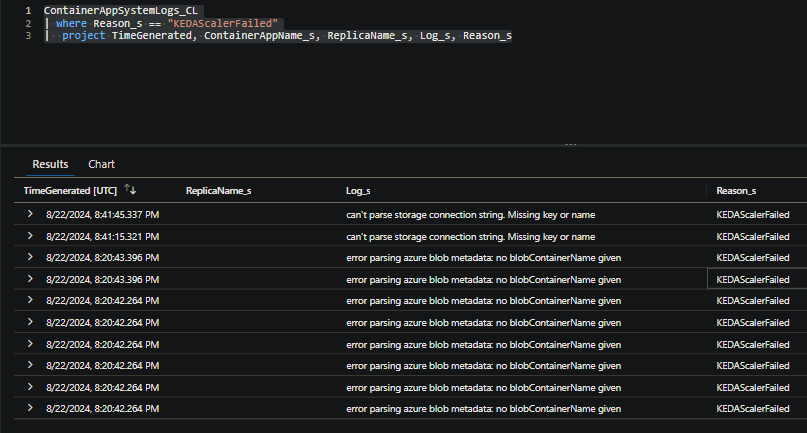 1 ContainerAppSystemLogs_CL
2 | where Reason_s == "KEDAScalerFailed"
3 | project TimeGenerated, ContainerAppName_s, ReplicaName_s, Log_s, Reason_s
...
Results Chart
TimeGenerated [UTC] ReplicaName_s Log_s Reason_s
8/22/2024, 8:41:45.337 PM can't parse storage connection string. Missing key or name KEDAScalerFailed
8/22/2024, 8:41:15.321 PM can't parse storage connection string. Missing key or name KEDAScalerFailed
8/22/2024, 8:20:43.396 PM error parsing azure blob metadata: no blobContainerName given KEDAScalerFailed
8/22/2024, 8:20:43.396 PM error parsing azure blob metadata: no blobContainerName given KEDAScalerFailed
8/22/2024, 8:20:42.264 PM error parsing azure blob metadata: no blobContainerName given KEDAScalerFailed
8/22/2024, 8:20:42.264 PM error parsing azure blob metadata: no blobContainerName given KEDAScalerFailed
8/22/2024, 8:20:42.264 PM error parsing azure blob metadata: no blobContainerName given KEDAScalerFailed
8/22/2024, 8:20:42.264 PM error parsing azure blob metadata: no blobContainerName given KEDAScalerFailed
8/22/2024, 8:20:42.264 PM error parsing azure blob metadata: no blobContainerName given KEDAScalerFailed
8/22/2024, 8:20:42.264 PM error parsing azure blob metadata: no blobContainerName given KEDAScalerFailed